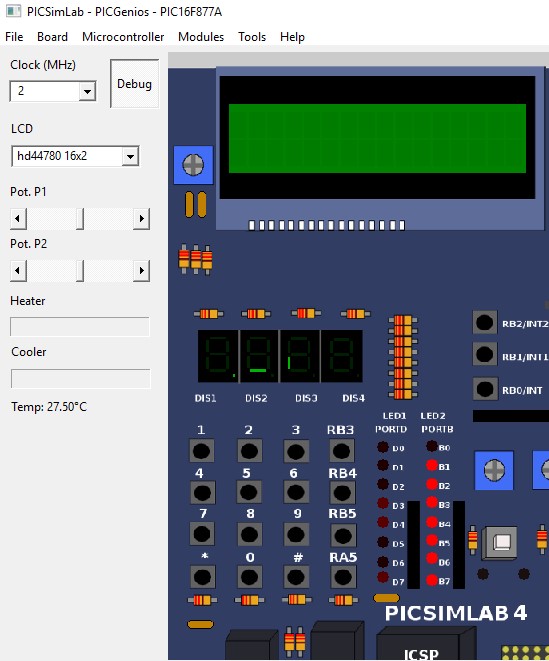 PICSimLab - PICGenios - PIC16F877A
File Board Microcontroller Modules Tools Help
Clock (MHz)
2
Debug
LCD
hd44780 16x2
Pot. P1
Pot. P2
Heater
Cooler
Temp: 27.50°C
RB2/INT2
RB1/INT1
RB0/INT
DIS1 DIS2 DIS3 DIS4
LED1 LED2
PORTD PORTB
1 2 3 RB3
4 5 6 RB4
7 8 9 RB5
* 0 # RA5
D0 B0
D1 B1
D2 B2
D3 B3
D4 B4
D5 B5
D6 D6
D7 B7
PICSIMLAB 4
ICSP